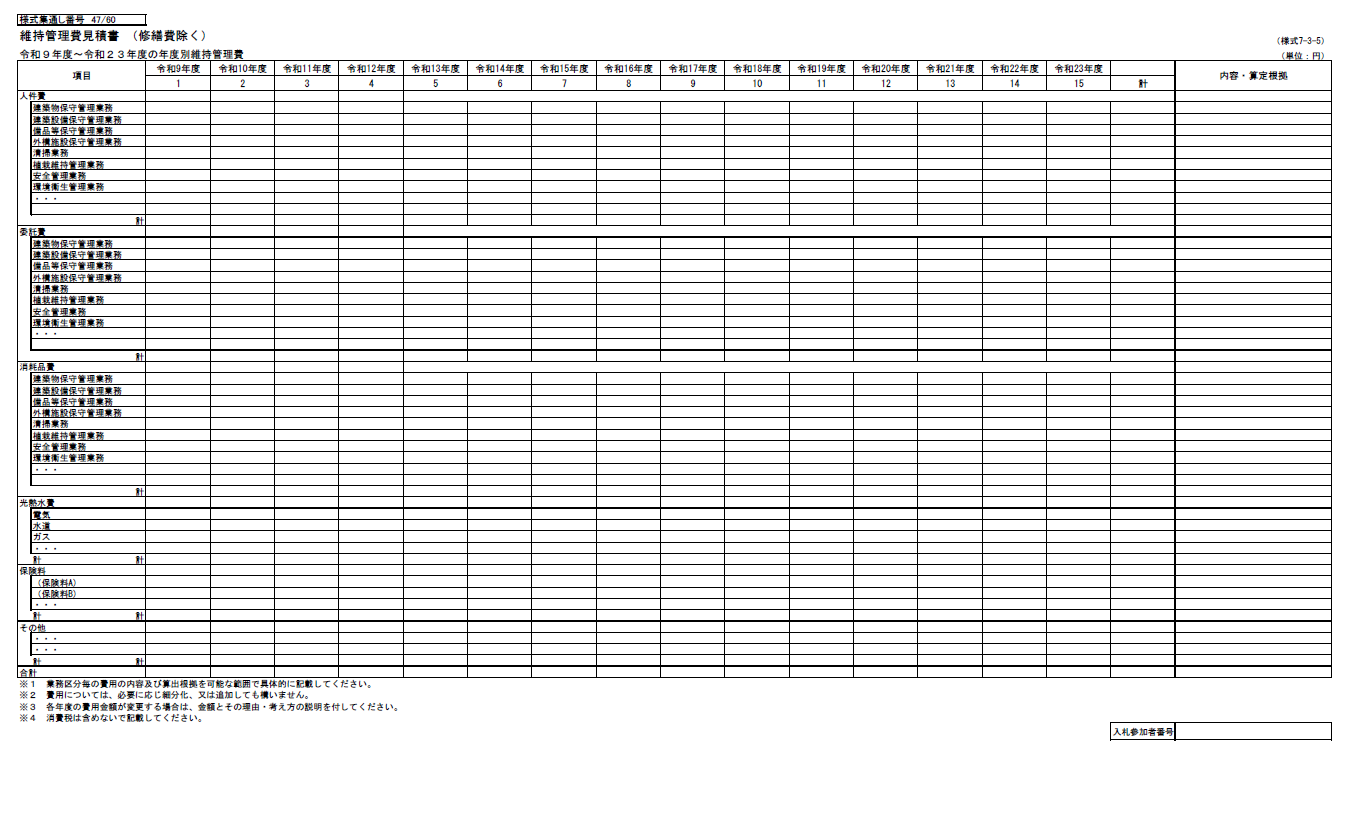 様式集通し番号 47/60
維持管理費見積書 (修繕費除く)
(様式7-3-5)
令和9年度～令和23年度の年度別維持管理費
(単位:円)
項目 令和9年度 令和10年度 令和11年度 令和12年度 令和13年度 令和14年度 令和15年度 令和16年度 令和17年度 令和18年度 令和19年度 令和20年度 令和21年度 令和22年度 令和23年度 内容・算定根拠
1 2 3 4 5 6 7 8 9 10 11 12 13 14 15 計
人件費
建築物保守管理業務
建築設備保守管理業務
備品等保守管理業務
外構施設保守管理業務
清掃業務
植栽維持管理業務
安全管理業務
環境衛生管理業務
・・・
計
委託費
建築物保守管理業務
建築設備保守管理業務
備品等保守管理業務
外構施設保守管理業務
清掃業務
植栽維持管理業務
安全管理業務
環境衛生管理業務
・・・
計
消耗品費
建築物保守管理業務
建築設備保守管理業務
備品等保守管理業務
外構施設保守管理業務
清掃業務
植栽維持管理業務
安全管理業務
環境衛生管理業務
・・・
計
光熱水費
電気
水道
ガス
・・・
計 計
保険料
(保険料A)
(保険料B)
・・・
計 計
その他
・・・
・・・
計 計
合計
※1 業務区分毎の費用の内容及び算出根拠を可能な範囲で具体的に記載してください。
※2 費用については、必要に応じ細分化、又は追加しても構いません。
※3 各年度の費用金額が変更する場合は、金額とその理由・考え方の説明を付してください。
※4 消費税は含めないで記載してください。
入札参加者番号